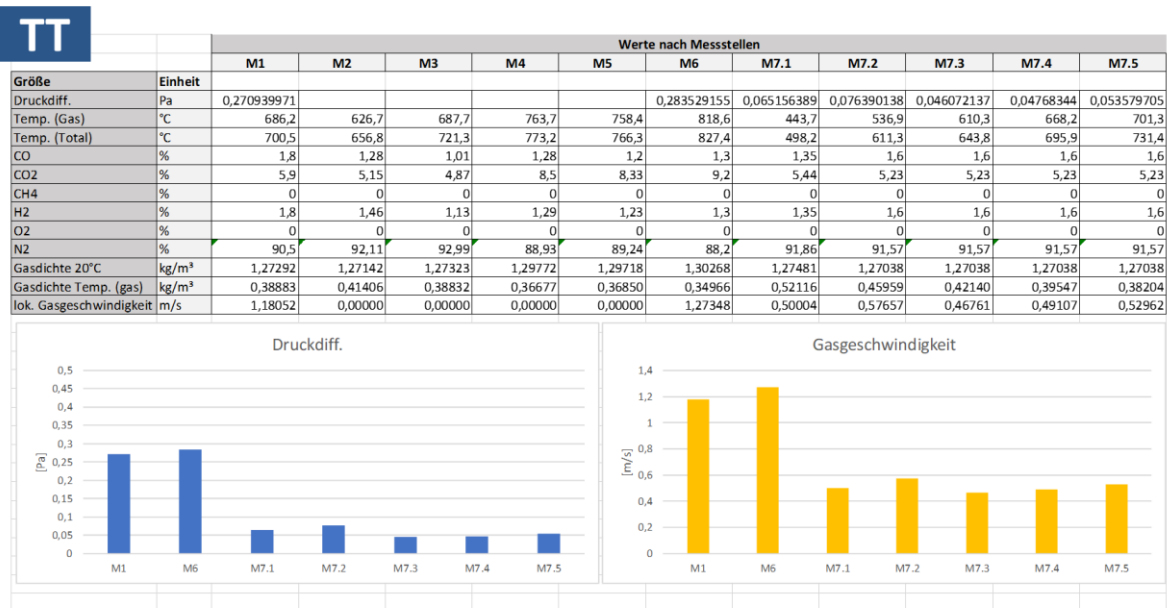 TT
Werte nach Messstellen
M1 M2 M3 M4 M5 M6 M7.1 M7.2 M7.3 M7.4 M7.5
Größe Einheit
Druckdiff. Pa 0,270939971 0,283529155 0,065156389 0,076390138 0,046072137 0,04768344 0,053579705
Temp. (Gas) °C 686,2 626,7 687,7 763,7 758,4 818,6 443,7 536,9 610,3 668,2 701,3
Temp. (Total) °C 700,5 656,8 721,3 773,2 766,3 827,4 498,2 611,3 643,8 695,9 731,4
CO % 1,8 1,28 1,01 1,28 1,2 1,3 1,35 1,6 1,6 1,6 1,6
CO2 % 5,9 5,15 4,87 8,5 8,33 9,2 5,44 5,23 5,23 5,23 5,23
CH4 % 0 0 0 0 0 0 0 0 0 0 0
H2 % 1,8 1,46 1,13 1,29 1,23 1,3 1,35 1,6 1,6 1,6 1,6
O2 % 0 0 0 0 0 0 0 0 0 0 0
N2 % 90,5 92,11 92,99 88,93 89,24 88,2 91,86 91,57 91,57 91,57 91,57
Gasdichte 20°C kg/m³ 1,27292 1,27142 1,27323 1,29772 1,29718 1,30268 1,27481 1,27038 1,27038 1,27038 1,27038
Gasdichte Temp. (gas) kg/m³ 0,38883 0,41406 0,38832 0,36677 0,36850 0,34966 0,52116 0,45959 0,42140 0,39547 0,38204
lok. Gasgeschwindigkeit m/s 1,18052 0,00000 0,00000 0,00000 0,00000 1,27348 0,50004 0,57657 0,46761 0,49107 0,52962
Druckdiff.
0,5
0,45
0,4
0,35
0,3
0,25
0,2
0,15
0,1
0,05
0
[Pa]
M1 M6 M7.1 M7.2 M7.3 M7.4 M7.5
Gasgeschwindigkeit
1,4
1,2
1
0,8
0,6
0,4
0,2
0
[m/s]
M1 M6 M7.1 M7.2 M7.3 M7.4 M7.5